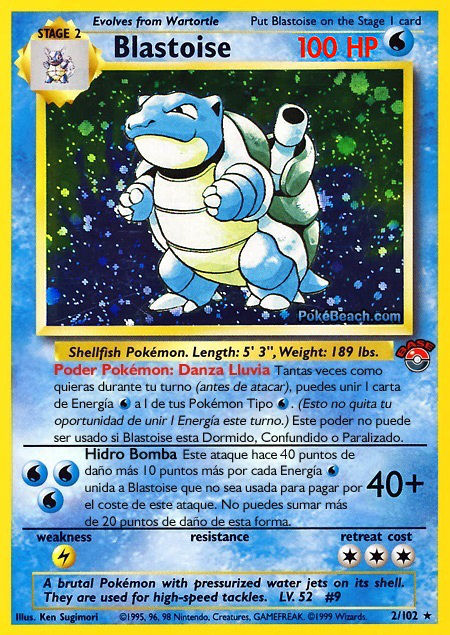 Evolves from Wartortle Put Blastoise on the Stage 1 card
STAGE 2
Blastoise 100 HP
PokéBeach.com
Shellfish Pokémon. Length: 5' 3", Weight: 189 lbs.
BASE
Poder Pokémon: Danza Lluvia Tantas veces como
quieras durante tu turno (antes de atacar), puedes unir 1 carta
de Energía a 1 de tus Pokémon Tipo . (Esto no quita tu
oportunidad de unir 1 Energía este turno.) Este poder no puede
ser usado si Blastoise esta Dormido, Confundido o Paralizado.
Hidro Bomba Este ataque hace 40 puntos de
daño más 10 puntos más por cada Energía
unida a Blastoise que no sea usada para pagar por
el coste de este ataque. No puedes sumar más
de 20 puntos de daño de esta forma.
40+
weakness resistance retreat cost
A brutal Pokémon with pressurized water jets on its shell.
They are used for high-speed tackles. LV. 52 #9
Illus. Ken Sugimori ©1995, 96, 98 Nintendo, Creatures, GAMEFREAK. ©1999 Wizards. 2/102 ★